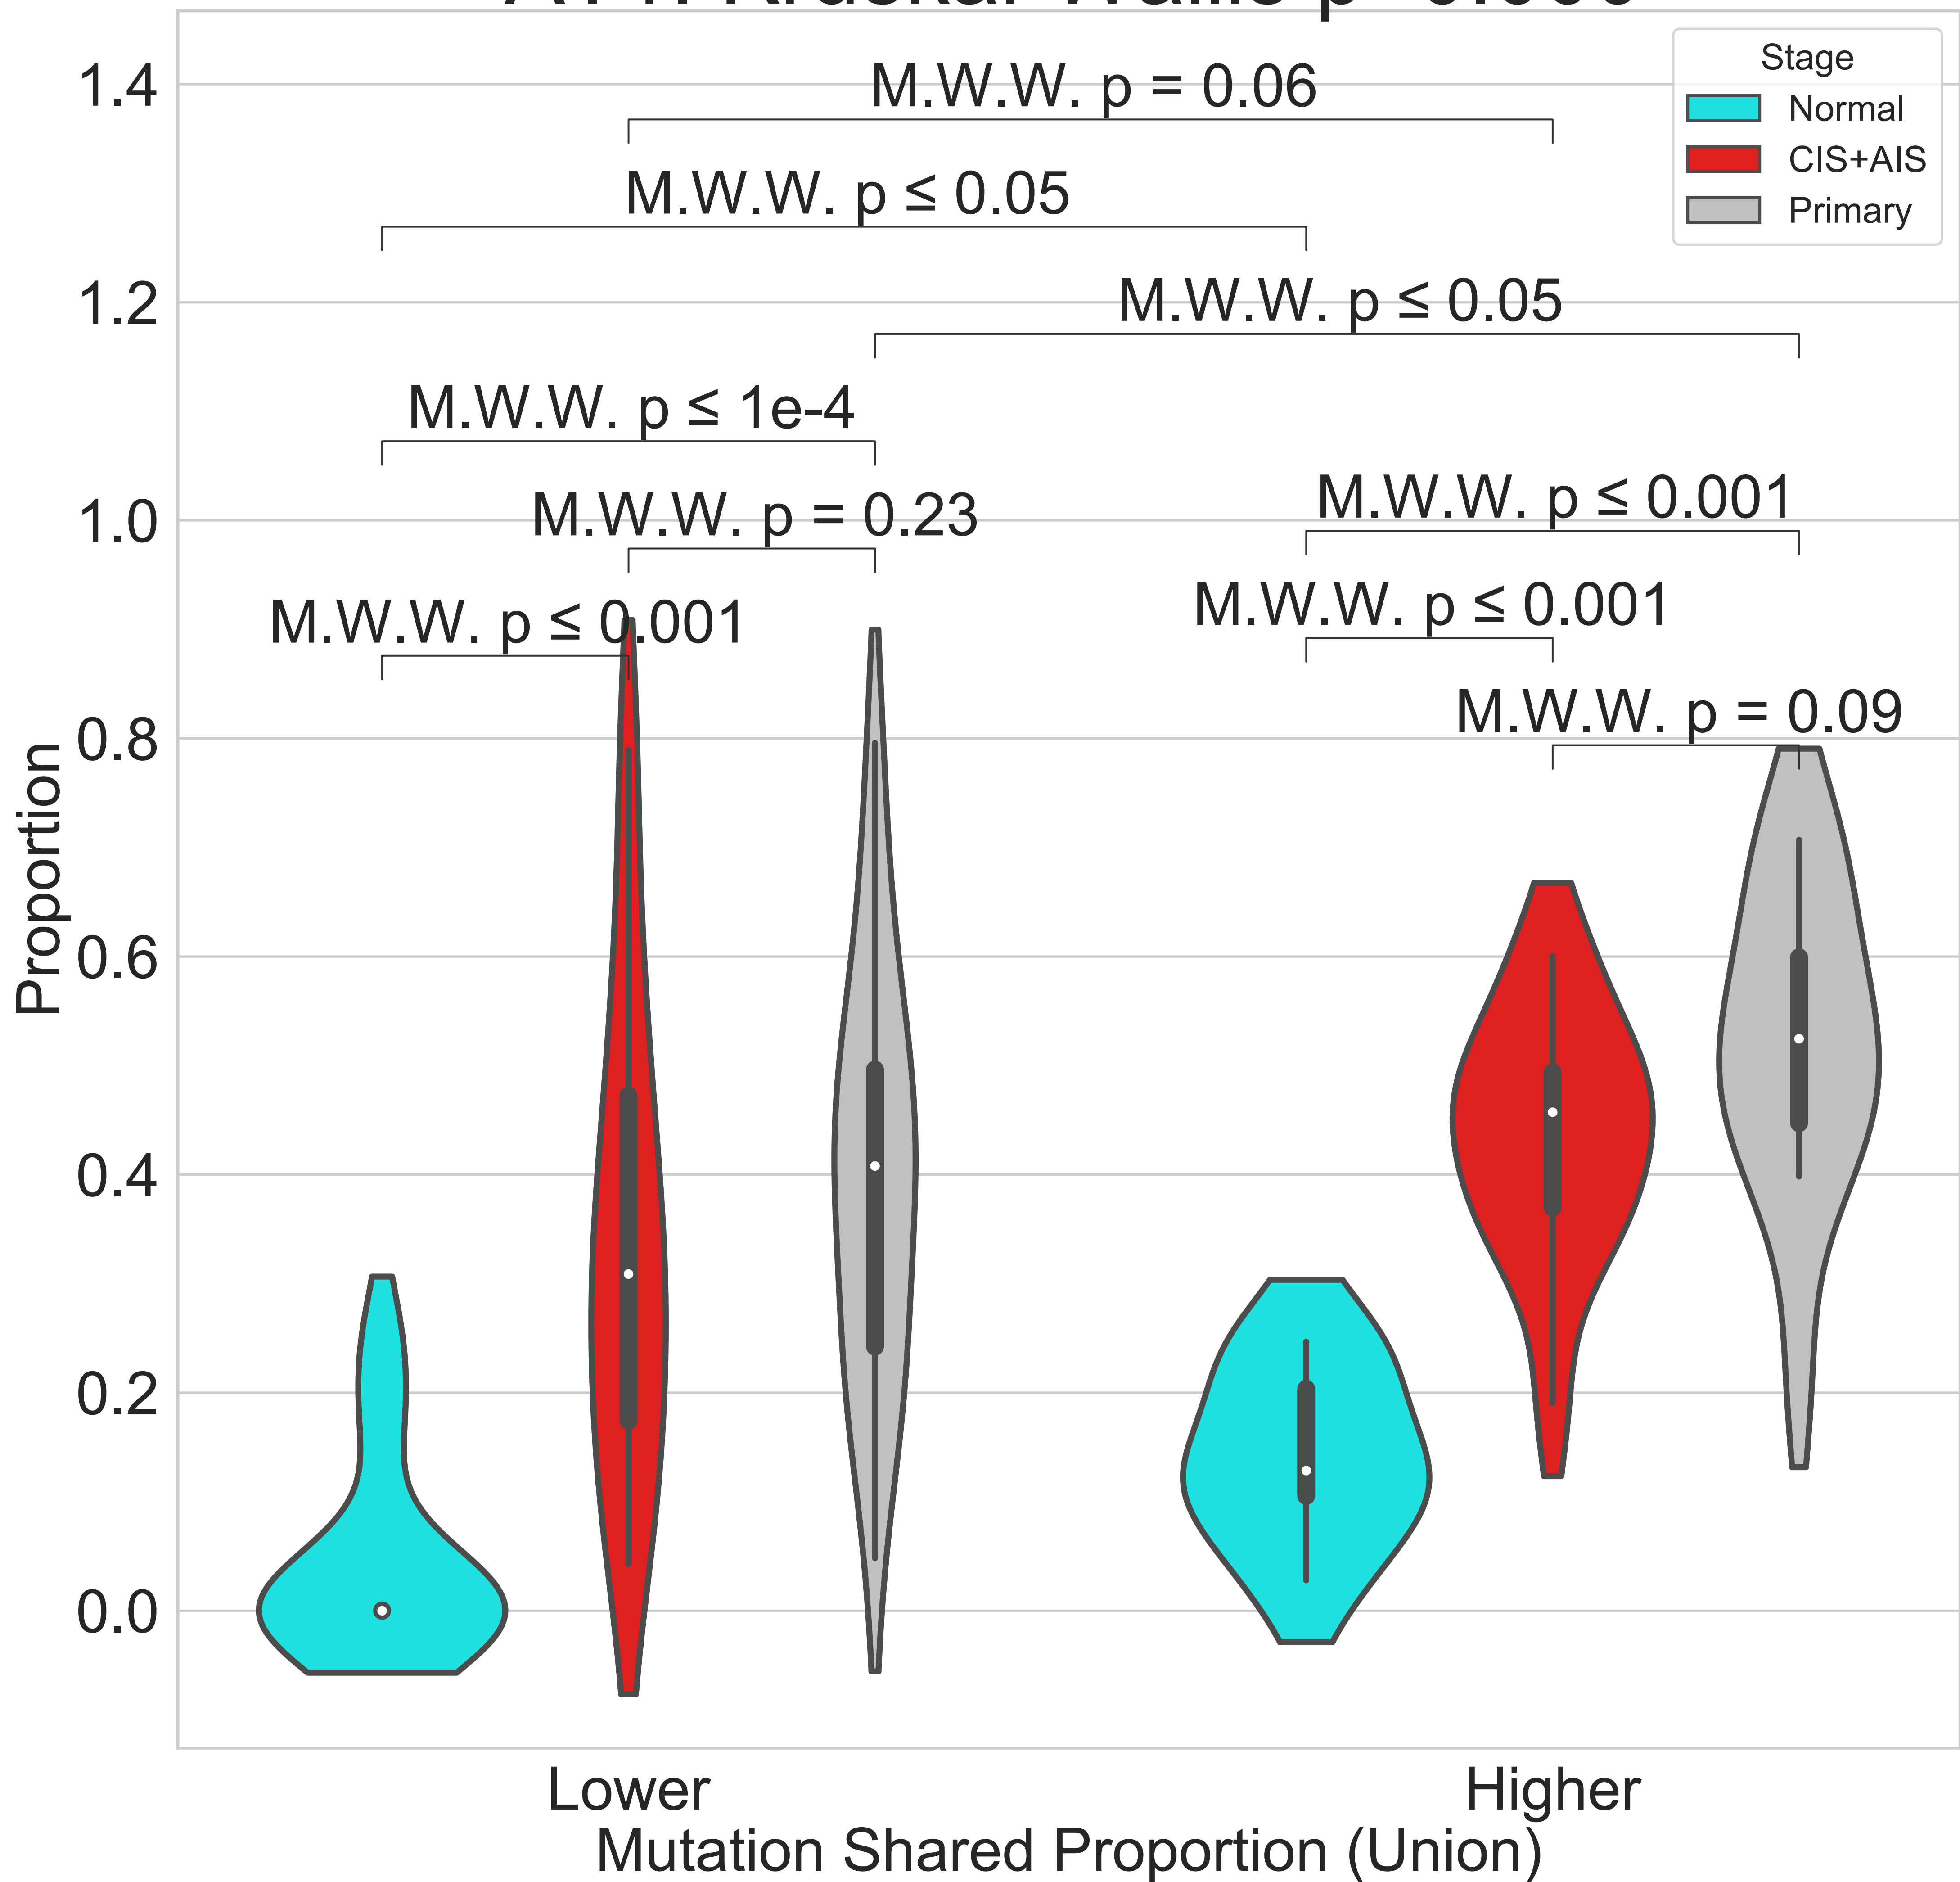 Stage
Normal
CIS+AIS
Primary
M.W.W. p = 0.06
M.W.W. p ≤ 0.05
M.W.W. p ≤ 0.05
M.W.W. p ≤ 1e-4
M.W.W. p = 0.23
M.W.W. p ≤ 0.001
M.W.W. p ≤ 0.001
M.W.W. p ≤ 0.001
M.W.W. p = 0.09
1.4
1.2
1.0
0.8
0.6
0.4
0.2
0.0
Proportion
Lower
Higher
Mutation Shared Proportion (Union)